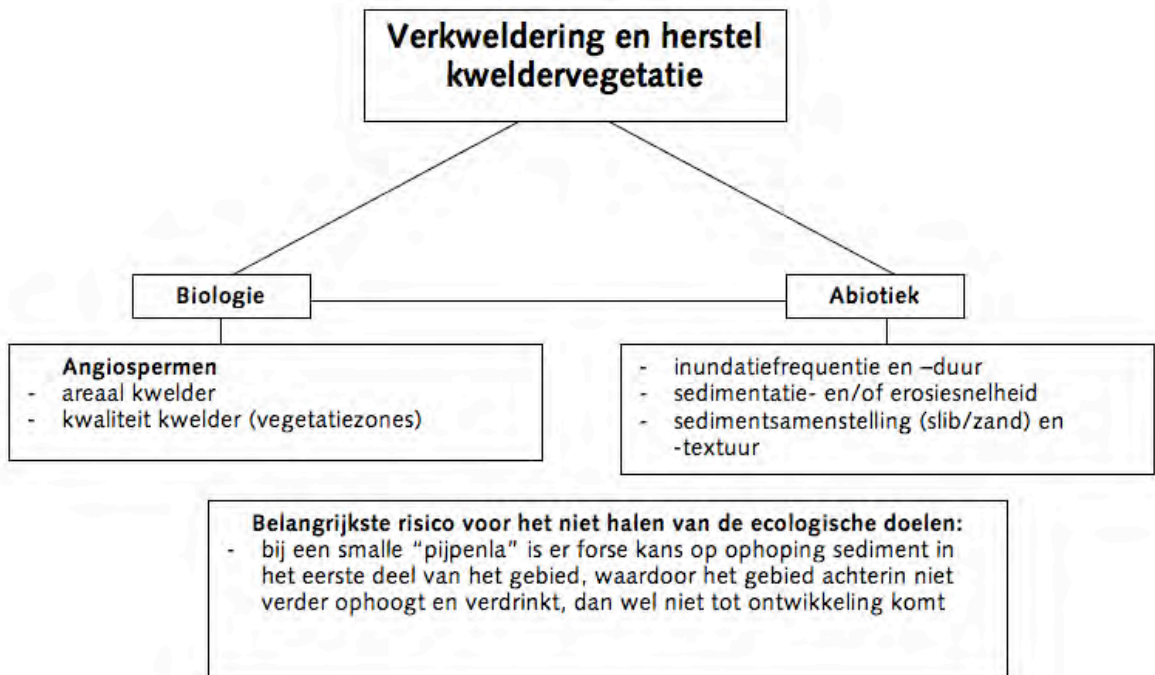 Verkweldering en herstel
kweldervegetatie
Biologie
Abiotiek
Angiospermen
- areaal kwelder
- kwaliteit kwelder (vegetatiezones)
- inundatiefrequentie en –duur
- sedimentatie- en/of erosiesnelheid
- sedimentsamenstelling (slib/zand) en
-textuur
Belangrijkste risico voor het niet halen van de ecologische doelen:
- bij een smalle “pijpenla” is er forse kans op ophoping sediment in
het eerste deel van het gebied, waardoor het gebied achterin niet
verder ophoogt en verdrinkt, dan wel niet tot ontwikkeling komt